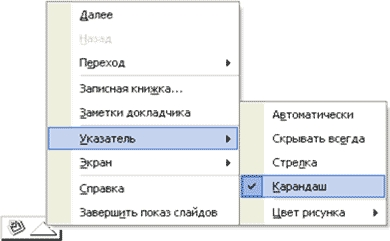 Далее
Назад
Переход
Записная книжка...
Заметки докладчика
Указатель
Экран
Справка
Завершить показ слайдов
Автоматически
Скрывать всегда
Стрелка
Карандаш
Цвет рисунка